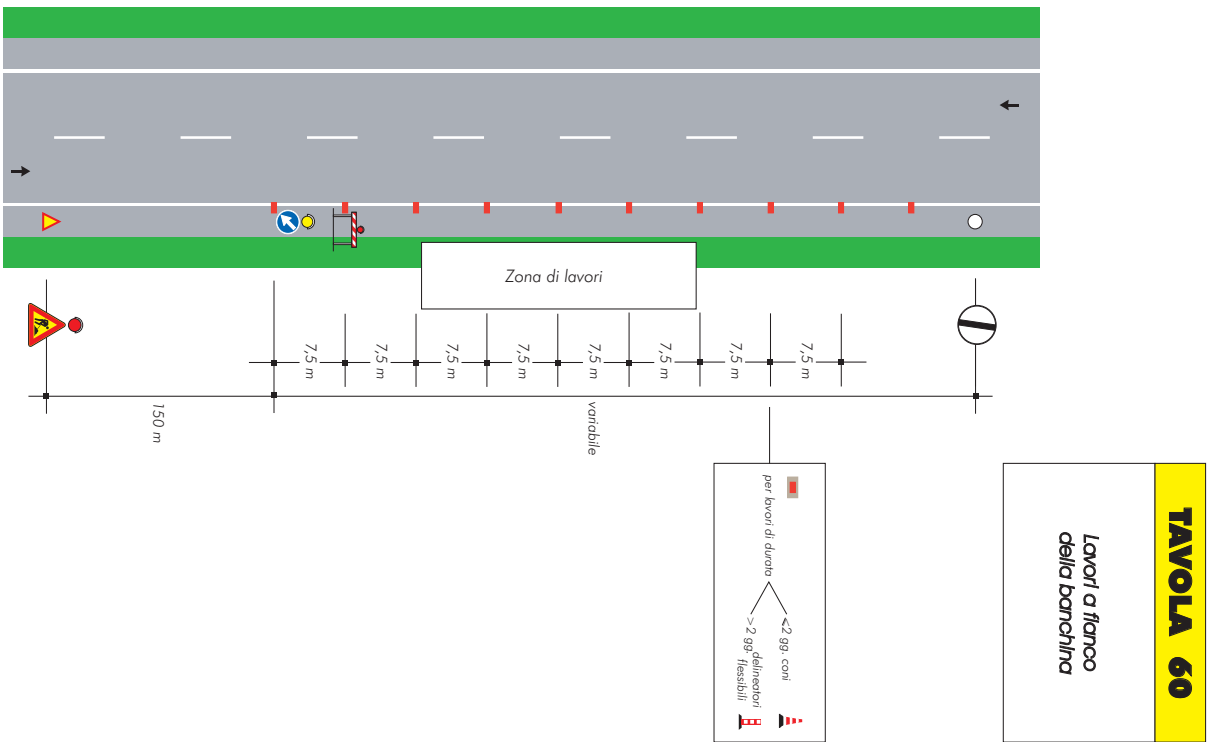 TAVOLA 60
Lavori a fianco
della banchina
Zona di lavori
7,5 m
7,5 m
7,5 m
7,5 m
7,5 m
7,5 m
7,5 m
7,5 m
150 m
variabile
per lavori di durata
<2 gg. coni
>2 gg. delineatori
flessibili